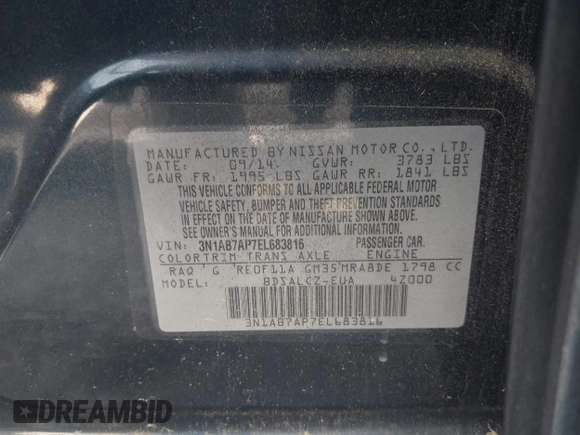 MANUFACTURED BY NISSAN MOTOR CO., LTD.
DATE: 09/14 GVWR: 3783 LBS
GAWR FR: 1995 LBS GAWR RR: 1841 LBS
THIS VEHICLE CONFORMS TO ALL APPLICABLE FEDERAL MOTOR
VEHICLE SAFETY, BUMPER AND THEFT PREVENTION STANDARDS
IN EFFECT ON THE DATE OF MANUFACTURE SHOWN ABOVE.
SEE OWNER'S MANUAL FOR ADDITIONAL INFORMATION.
VIN: 3N1AB7AP7EL683816 PASSENGER CAR
COLOR TRIM TRANS AXLE ENGINE
RAQ G RE0F11A GM35 MRA8DE 1798 CC
MODEL: BDSALCZ-EUA 4Z000
3N1AB7AP7EL683816
DREAMBID